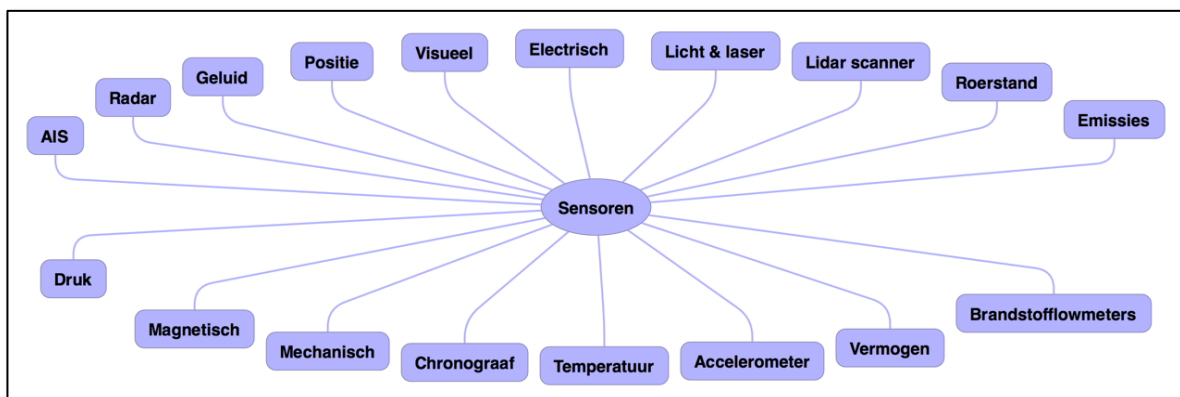 Electrisch
Visueel
Licht & laser
Positie
Lidar scanner
Geluid
Roerstand
Radar
Emissies
AIS
Sensoren
Druk
Brandstofflowmeters
Magnetisch
Vermogen
Mechanisch
Accelerometer
Chronograaf
Temperatuur